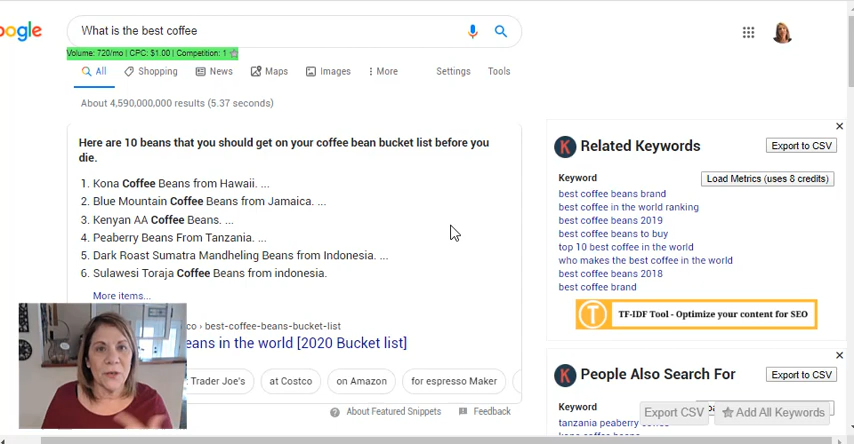 ogle
What is the best coffee
Volume: 720/mo | CPC: $1.00 | Competition: 1
All Shopping News Maps Images More Settings Tools
About 4,590,000,000 results (5.37 seconds)
Here are 10 beans that you should get on your coffee bean bucket list before you
die.
1. Kona Coffee Beans from Hawaii. ...
2. Blue Mountain Coffee Beans from Jamaica. ...
3. Kenyan AA Coffee Beans. ...
4. Peaberry Beans From Tanzania. ...
5. Dark Roast Sumatra Mandheling Beans from Indonesia. ...
6. Sulawesi Toraja Coffee Beans from indonesia.
More items...
co › best-coffee-beans-bucket-list
eans in the world [2020 Bucket list]
Trader Joe's at Costco on Amazon for espresso Maker
About Featured Snippets Feedback
K Related Keywords Export to CSV
Keyword Load Metrics (uses 8 credits)
best coffee beans brand
best coffee in the world ranking
best coffee beans 2019
best coffee beans to buy
top 10 best coffee in the world
who makes the best coffee in the world
best coffee beans 2018
best coffee brand
T TF-IDF Tool - Optimize your content for SEO
K People Also Search For Export to CSV
Keyword
Export CSV Add All Keywords
tanzania peaberry coffee